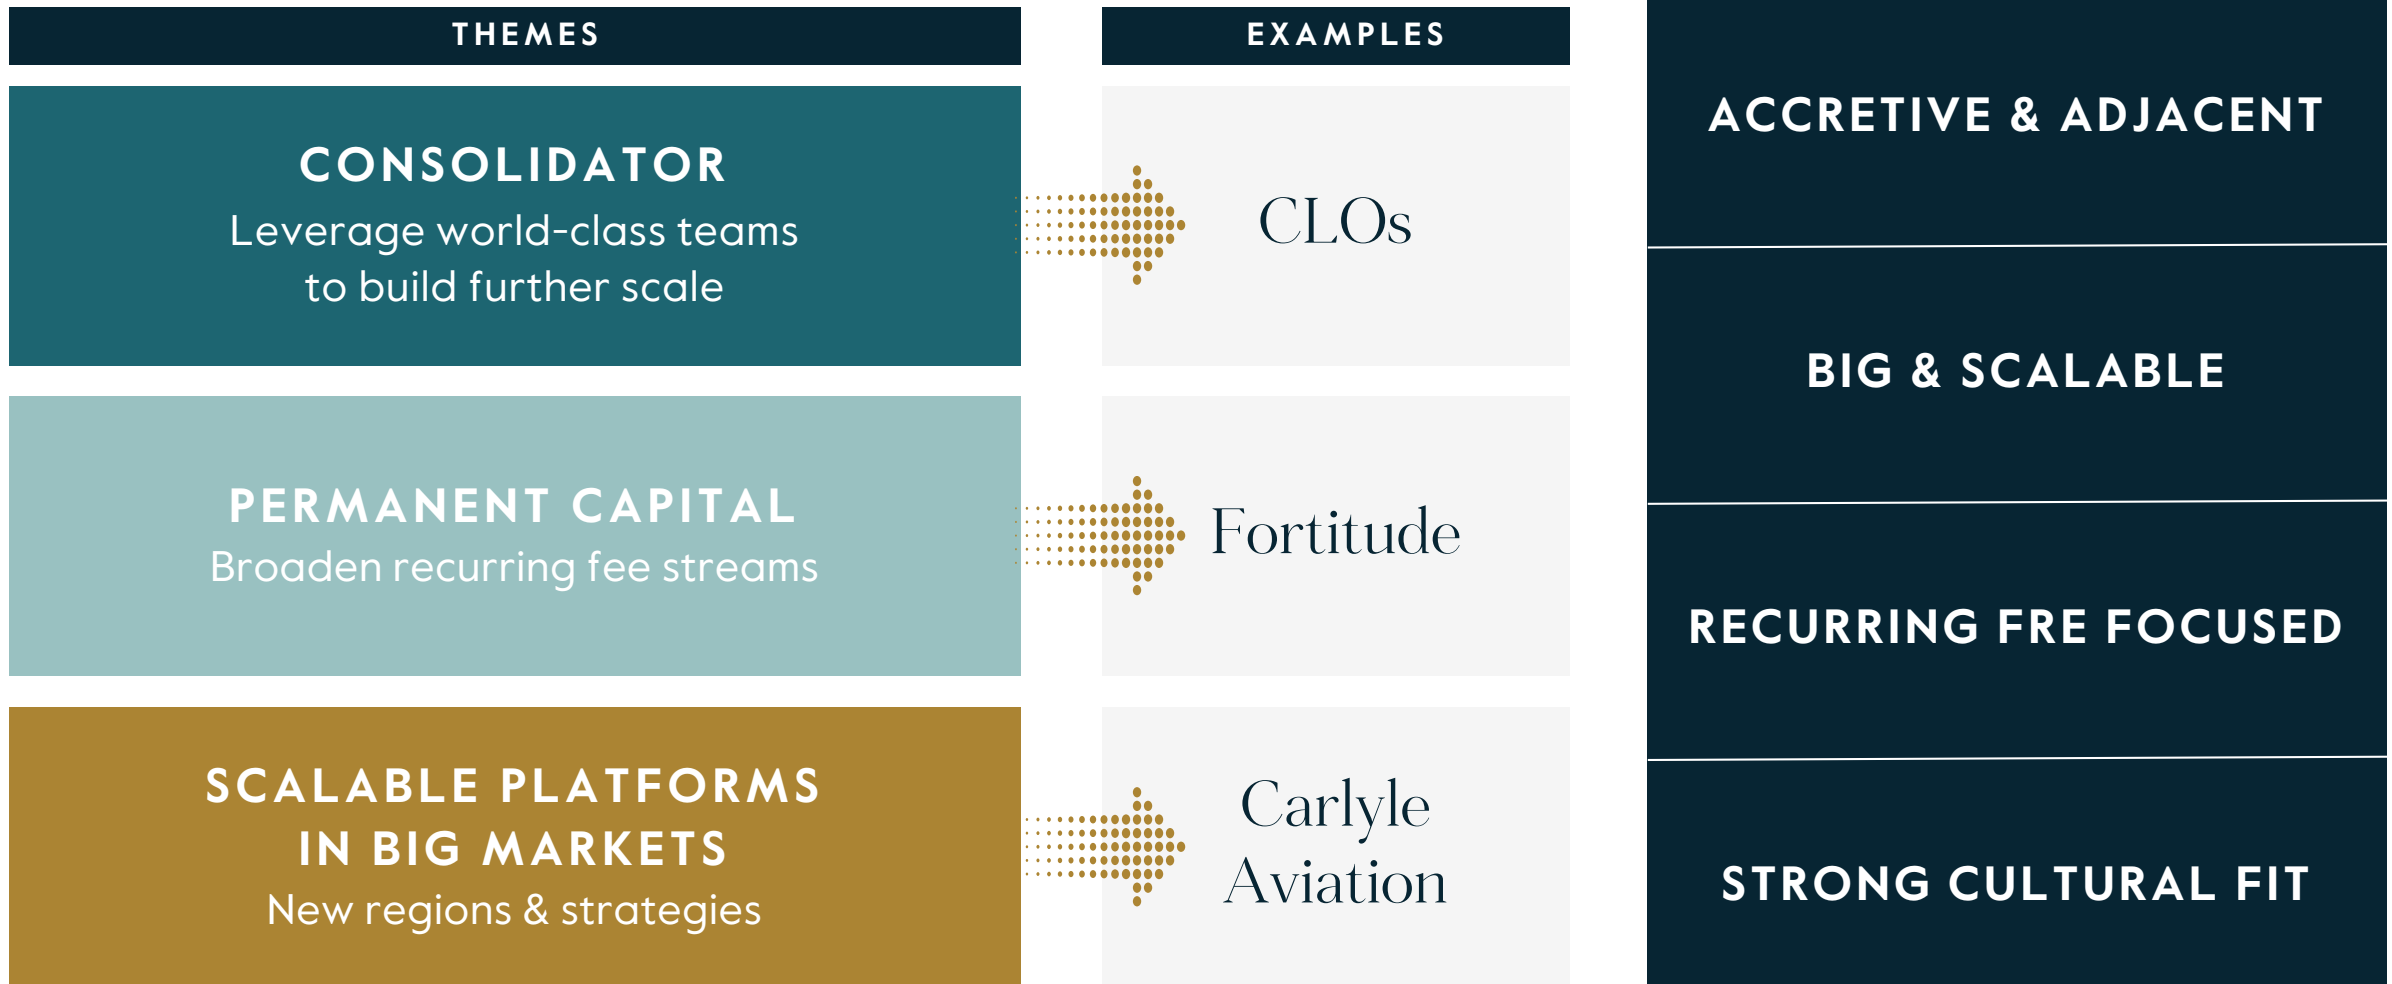 THEMES
EXAMPLES
CONSOLIDATOR
Leverage world-class teams
to build further scale
CLOs
PERMANENT CAPITAL
Broaden recurring fee streams
Fortitude
SCALABLE PLATFORMS
IN BIG MARKETS
New regions & strategies
Carlyle
Aviation
ACCRETIVE & ADJACENT
BIG & SCALABLE
RECURRING FRE FOCUSED
STRONG CULTURAL FIT